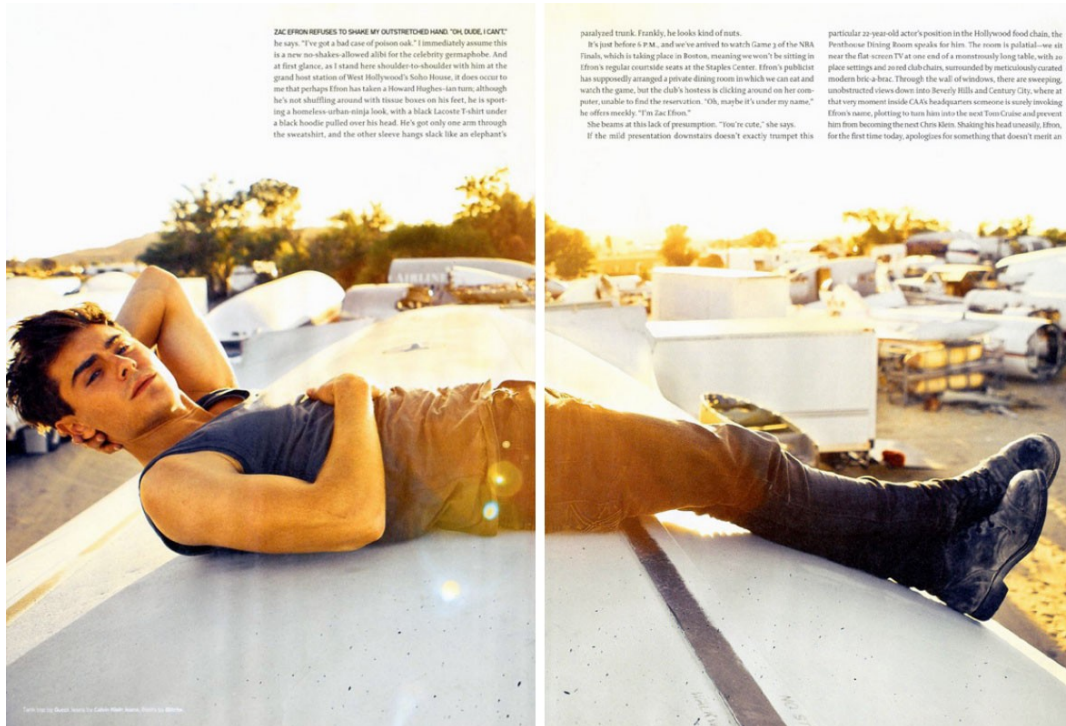 ZAC EFRON REFUSES TO SHAKE MY OUTSTRETCHED HAND. "OH, DUDE, I CAN'T,"
he says. "I've got a bad case of poison oak." I immediately assume this
is a new no-shakes-allowed alibi for the celebrity germaphobe. And
at first glance, as I stand here shoulder-to-shoulder with him at the
grand host station of West Hollywood's Soho House, it does occur to
me that perhaps Efron has taken a Howard Hughes-ian turn; although
he's not shuffling around with tissue boxes on his feet, he is sport-
ing a homeless-urban-ninja look, with a black Lacoste T-shirt under
a black hoodie pulled over his head. He's got only one arm through
the sweatshirt, and the other sleeve hangs slack like an elephant's
paralyzed trunk. Frankly, he looks kind of nuts.
It's just before 6 P.M., and we've arrived to watch Game 3 of the NBA
Finals, which is taking place in Boston, meaning we won't be sitting in
Efron's regular courtside seats at the Staples Center. Efron's publicist
has supposedly arranged a private dining room in which we can eat and
watch the game, but the club's hostess is clicking around on her com-
puter, unable to find the reservation. "Oh, maybe it's under my name,"
he offers meekly. "I'm Zac Efron."
She beams at this lack of presumption. "You're cute," she says.
If the mild presentation downstairs doesn't exactly trumpet this
particular 22-year-old actor's position in the Hollywood food chain, the
Penthouse Dining Room speaks for him. The room is palatial—we sit
near the flat-screen TV at one end of a monstrously long table, with 20
place settings and 20 red club chairs, surrounded by meticulously curated
modern bric-a-brac. Through the wall of windows, there are sweeping,
unobstructed views down into Beverly Hills and Century City, where at
that very moment inside CAA's headquarters someone is surely invoking
Efron's name, plotting to turn him into the next Tom Cruise and prevent
him from becoming the next Chris Klein. Shaking his head uneasily, Efron,
for the first time today, apologizes for something that doesn't merit an
AIRLINE
Tank top by Guess. Jeans by Calvin Klein Jeans. Boots by
NO S